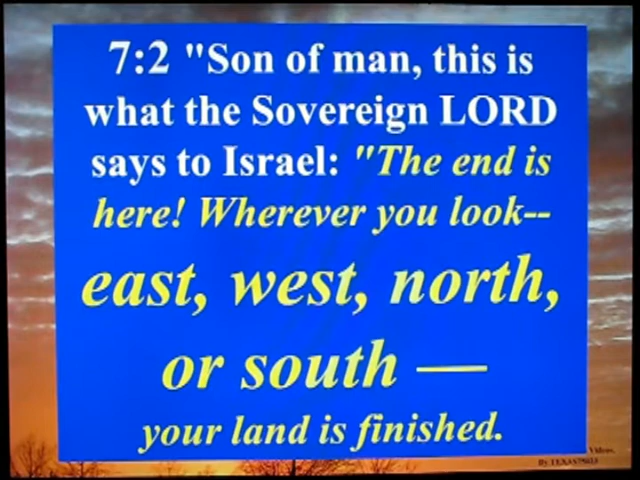 7:2 "Son of man, this is
what the Sovereign LORD
says to Israel: "The end is
here! Wherever you look--
east, west, north,
or south —
your land is finished.
Videos